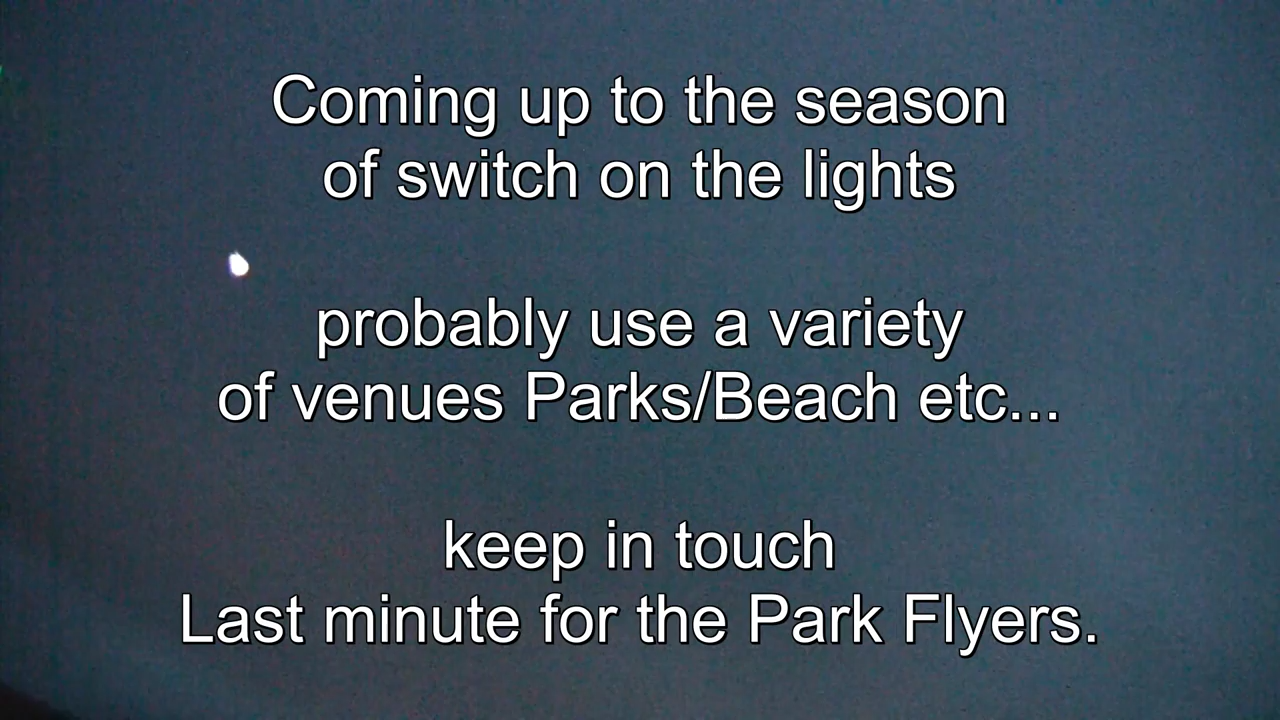 Coming up to the season
of switch on the lights
probably use a variety
of venues Parks/Beach etc...
keep in touch
Last minute for the Park Flyers.